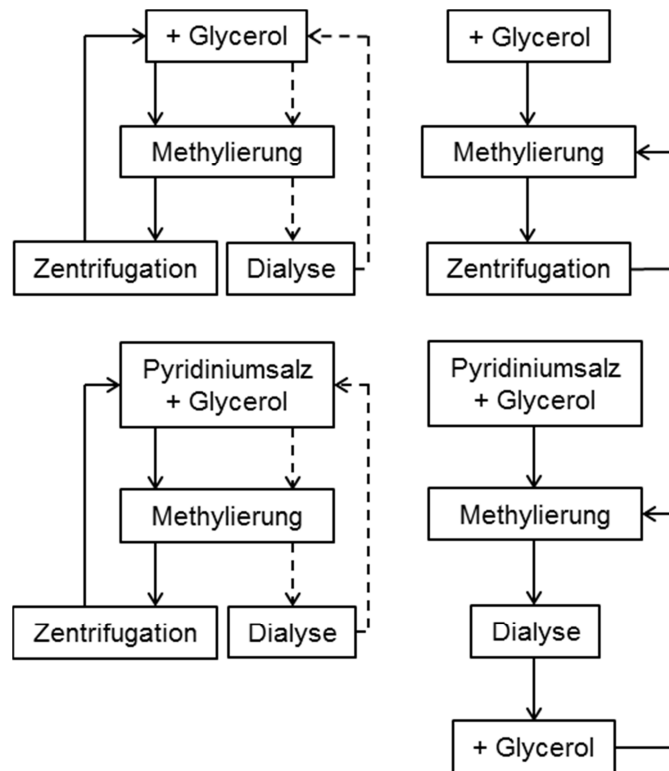 + Glycerol
Methylierung
Zentrifugation
Dialyse
+ Glycerol
Methylierung
Zentrifugation
Pyridiniumsalz
+ Glycerol
Methylierung
Zentrifugation
Dialyse
Pyridiniumsalz
+ Glycerol
Methylierung
Dialyse
+ Glycerol